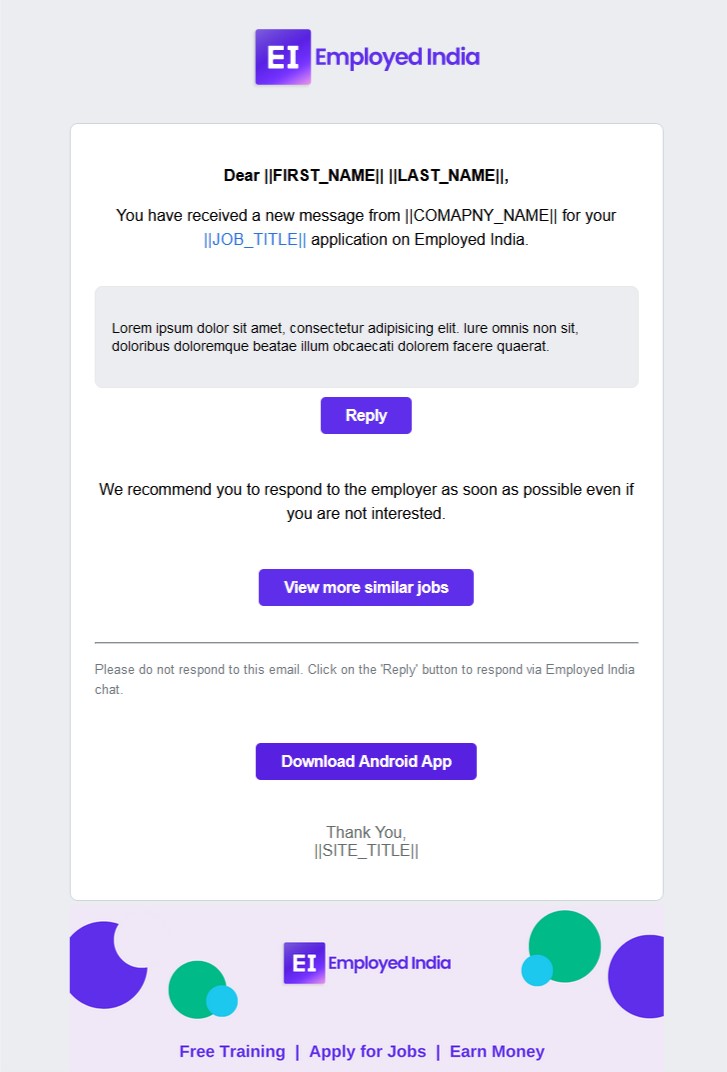 EI Employed India
Dear ||FIRST_NAME|| ||LAST_NAME||,
You have received a new message from ||COMAPNY_NAME|| for your
||JOB_TITLE|| application on Employed India.
Lorem ipsum dolor sit amet, consectetur adipisicing elit. Iure omnis non sit,
doloribus doloremque beatae illum obcaecati dolorem facere quaerat.
Reply
We recommend you to respond to the employer as soon as possible even if
you are not interested.
View more similar jobs
Please do not respond to this email. Click on the 'Reply' button to respond via Employed India
chat.
Download Android App
Thank You,
||SITE_TITLE||
EI Employed India
Free Training | Apply for Jobs | Earn Money